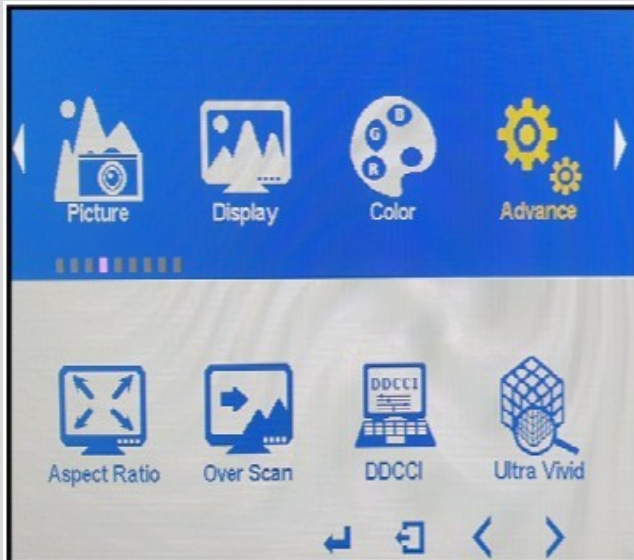 B
G
R
Picture Display Color Advance
DDCCI
Aspect Ratio Over Scan DDCCI Ultra Vivid